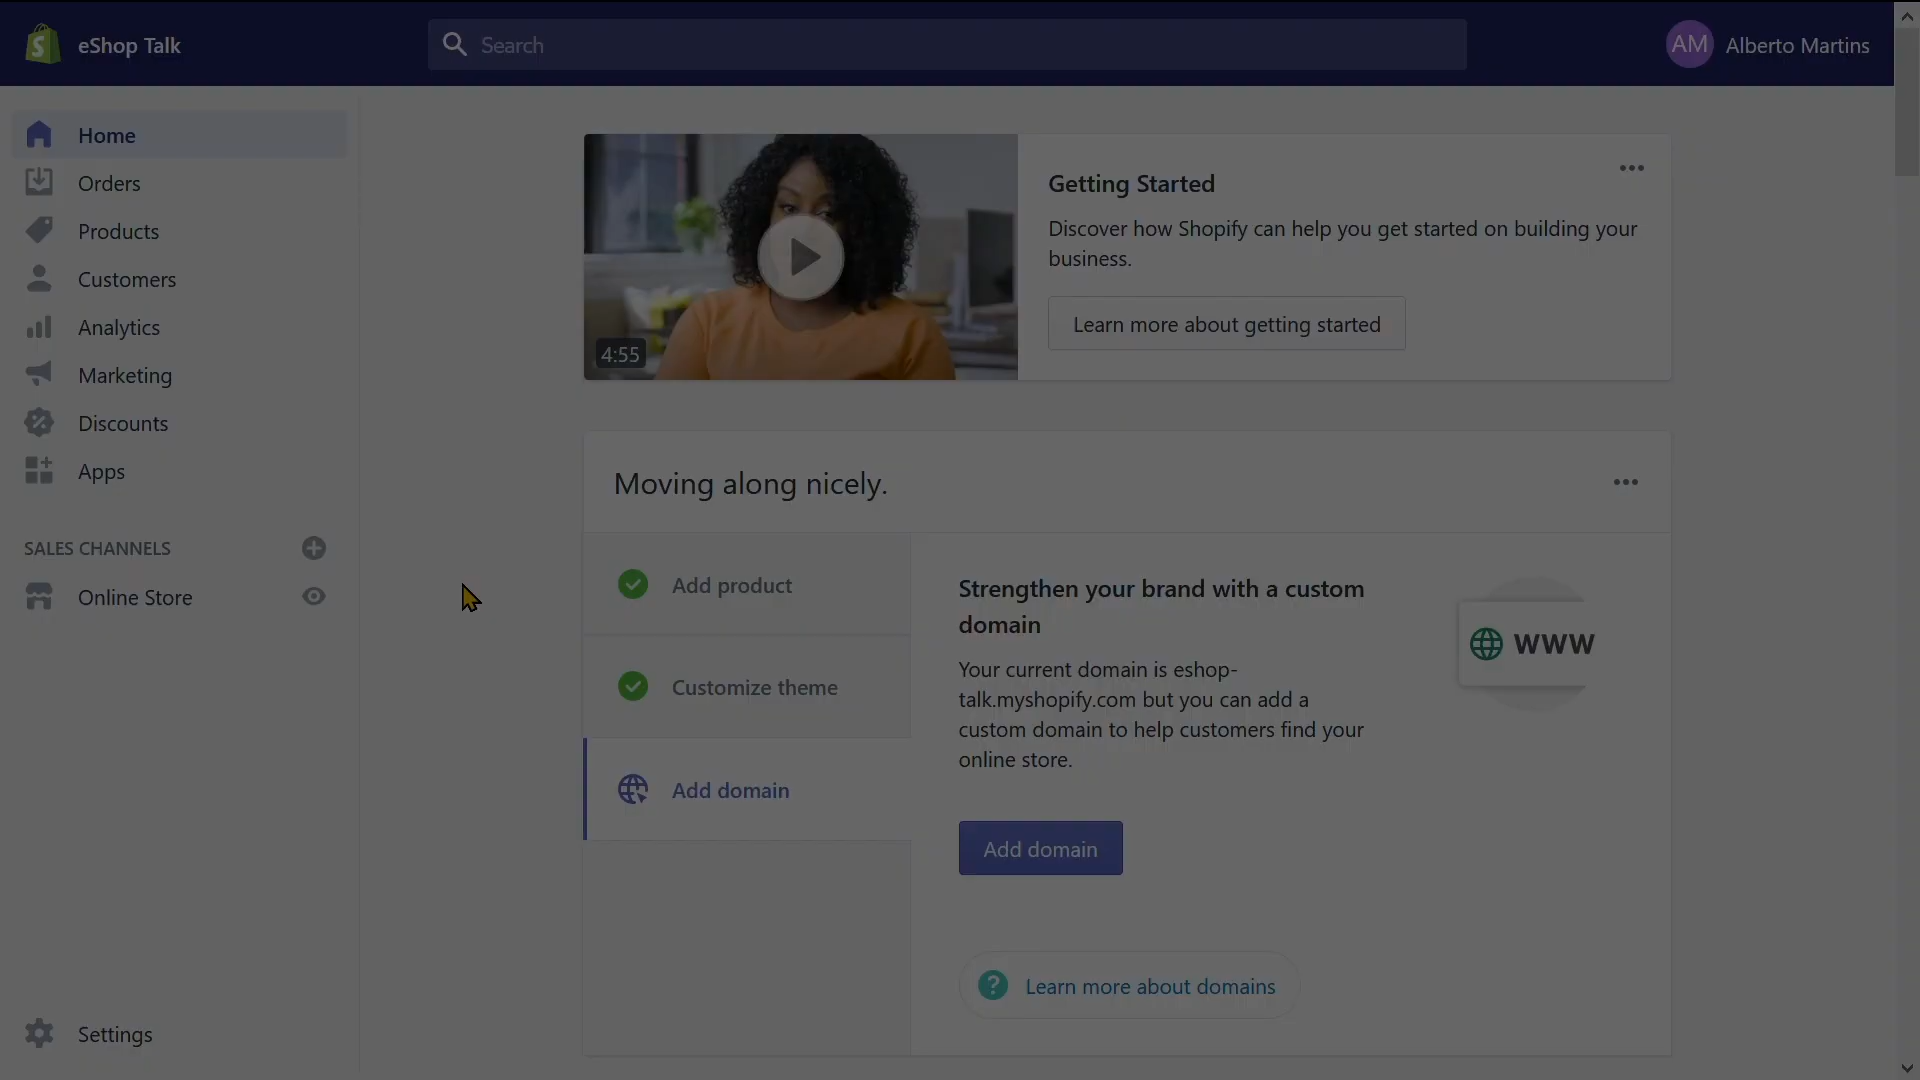 eShop Talk
Search
AM
Alberto Martins
Home
Orders
Products
Customers
Analytics
Marketing
Discounts
Apps
SALES CHANNELS
Online Store
Settings
4:55
Getting Started
Discover how Shopify can help you get started on building your
business.
Learn more about getting started
Moving along nicely.
Add product
Customize theme
Add domain
Strengthen your brand with a custom
domain
Your current domain is eshop-
talk.myshopify.com but you can add a
custom domain to help customers find your
online store.
WWW
Add domain
Learn more about domains